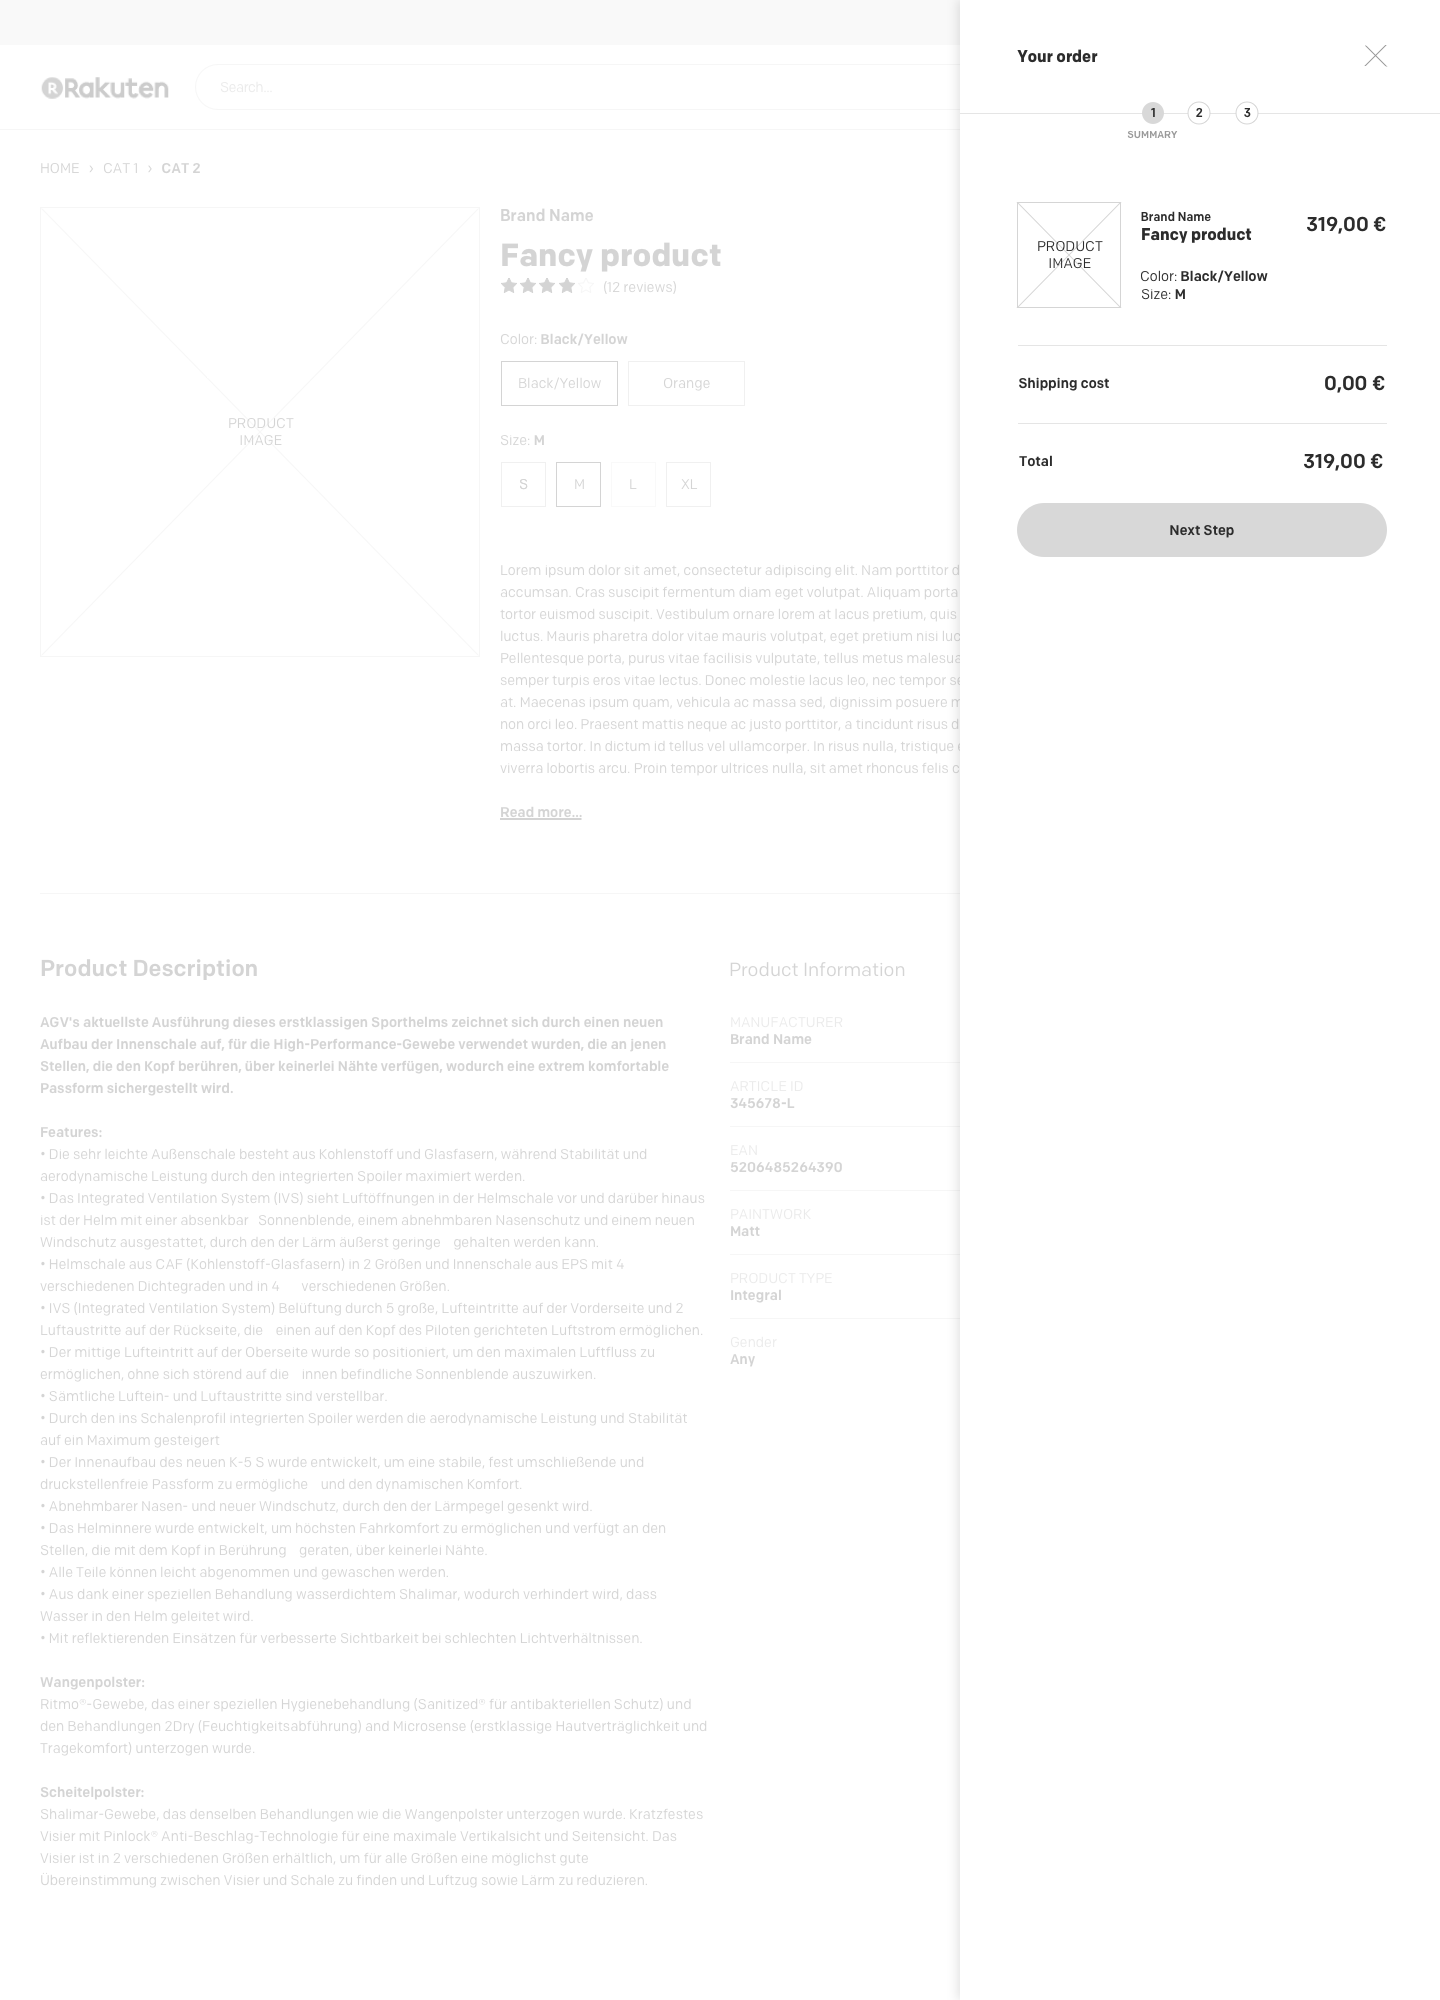 Rakuten
Search...
HOME › CAT 1 › CAT 2
PRODUCT
IMAGE
Brand Name
Fancy product
(12 reviews)
Color: Black/Yellow
Black/Yellow
Orange
Size: M
S
M
L
XL
Lorem ipsum dolor sit amet, consectetur adipiscing elit. Nam porttitor d
accumsan. Cras suscipit fermentum diam eget volutpat. Aliquam porta
tortor euismod suscipit. Vestibulum ornare lorem at lacus pretium, quis
luctus. Mauris pharetra dolor vitae mauris volutpat, eget pretium nisi luc
Pellentesque porta, purus vitae facilisis vulputate, tellus metus malesua
semper turpis eros vitae lectus. Donec molestie lacus leo, nec tempor se
at. Maecenas ipsum quam, vehicula ac massa sed, dignissim posuere m
non orci leo. Praesent mattis neque ac justo porttitor, a tincidunt risus d
massa tortor. In dictum id tellus vel ullamcorper. In risus nulla, tristique
viverra lobortis arcu. Proin tempor ultrices nulla, sit amet rhoncus felis c
Read more...
Product Description
AGV's aktuellste Ausführung dieses erstklassigen Sporthelms zeichnet sich durch einen neuen
Aufbau der Innenschale auf, für die High-Performance-Gewebe verwendet wurden, die an jenen
Stellen, die den Kopf berühren, über keinerlei Nähte verfügen, wodurch eine extrem komfortable
Passform sichergestellt wird.
Features:
• Die sehr leichte Außenschale besteht aus Kohlenstoff und Glasfasern, während Stabilität und
aerodynamische Leistung durch den integrierten Spoiler maximiert werden.
• Das Integrated Ventilation System (IVS) sieht Luftöffnungen in der Helmschale vor und darüber hinaus
ist der Helm mit einer absenkbar Sonnenblende, einem abnehmbaren Nasenschutz und einem neuen
Windschutz ausgestattet, durch den der Lärm äußerst geringe gehalten werden kann.
• Helmschale aus CAF (Kohlenstoff-Glasfasern) in 2 Größen und Innenschale aus EPS mit 4
verschiedenen Dichtegraden und in 4 verschiedenen Größen.
• IVS (Integrated Ventilation System) Belüftung durch 5 große, Lufteintritte auf der Vorderseite und 2
Luftaustritte auf der Rückseite, die einen auf den Kopf des Piloten gerichteten Luftstrom ermöglichen.
• Der mittige Lufteintritt auf der Oberseite wurde so positioniert, um den maximalen Luftfluss zu
ermöglichen, ohne sich störend auf die innen befindliche Sonnenblende auszuwirken.
• Sämtliche Luftein- und Luftaustritte sind verstellbar.
• Durch den ins Schalenprofil integrierten Spoiler werden die aerodynamische Leistung und Stabilität
auf ein Maximum gesteigert
• Der Innenaufbau des neuen K-5 S wurde entwickelt, um eine stabile, fest umschließende und
druckstellenfreie Passform zu ermögliche und den dynamischen Komfort.
• Abnehmbarer Nasen- und neuer Windschutz, durch den der Lärmpegel gesenkt wird.
• Das Helminnere wurde entwickelt, um höchsten Fahrkomfort zu ermöglichen und verfügt an den
Stellen, die mit dem Kopf in Berührung geraten, über keinerlei Nähte.
• Alle Teile können leicht abgenommen und gewaschen werden.
• Aus dank einer speziellen Behandlung wasserdichtem Shalimar, wodurch verhindert wird, dass
Wasser in den Helm geleitet wird.
• Mit reflektierenden Einsätzen für verbesserte Sichtbarkeit bei schlechten Lichtverhältnissen.
Wangenpolster:
Ritmo®-Gewebe, das einer speziellen Hygienebehandlung (Sanitized® für antibakteriellen Schutz) und
den Behandlungen 2Dry (Feuchtigkeitsabführung) and Microsense (erstklassige Hautverträglichkeit und
Tragekomfort) unterzogen wurde.
Scheitelpolster:
Shalimar-Gewebe, das denselben Behandlungen wie die Wangenpolster unterzogen wurde. Kratzfestes
Visier mit Pinlock® Anti-Beschlag-Technologie für eine maximale Vertikalsicht und Seitensicht. Das
Visier ist in 2 verschiedenen Größen erhältlich, um für alle Größen eine möglichst gute
Übereinstimmung zwischen Visier und Schale zu finden und Luftzug sowie Lärm zu reduzieren.
Product Information
MANUFACTURER
Brand Name
ARTICLE ID
345678-L
EAN
5206485264390
PAINTWORK
Matt
PRODUCT TYPE
Integral
Gender
Any
Your order
1 2 3
SUMMARY
PRODUCT
IMAGE
Brand Name
Fancy product
319,00 €
Color: Black/Yellow
Size: M
Shipping cost 0,00 €
Total 319,00 €
Next Step